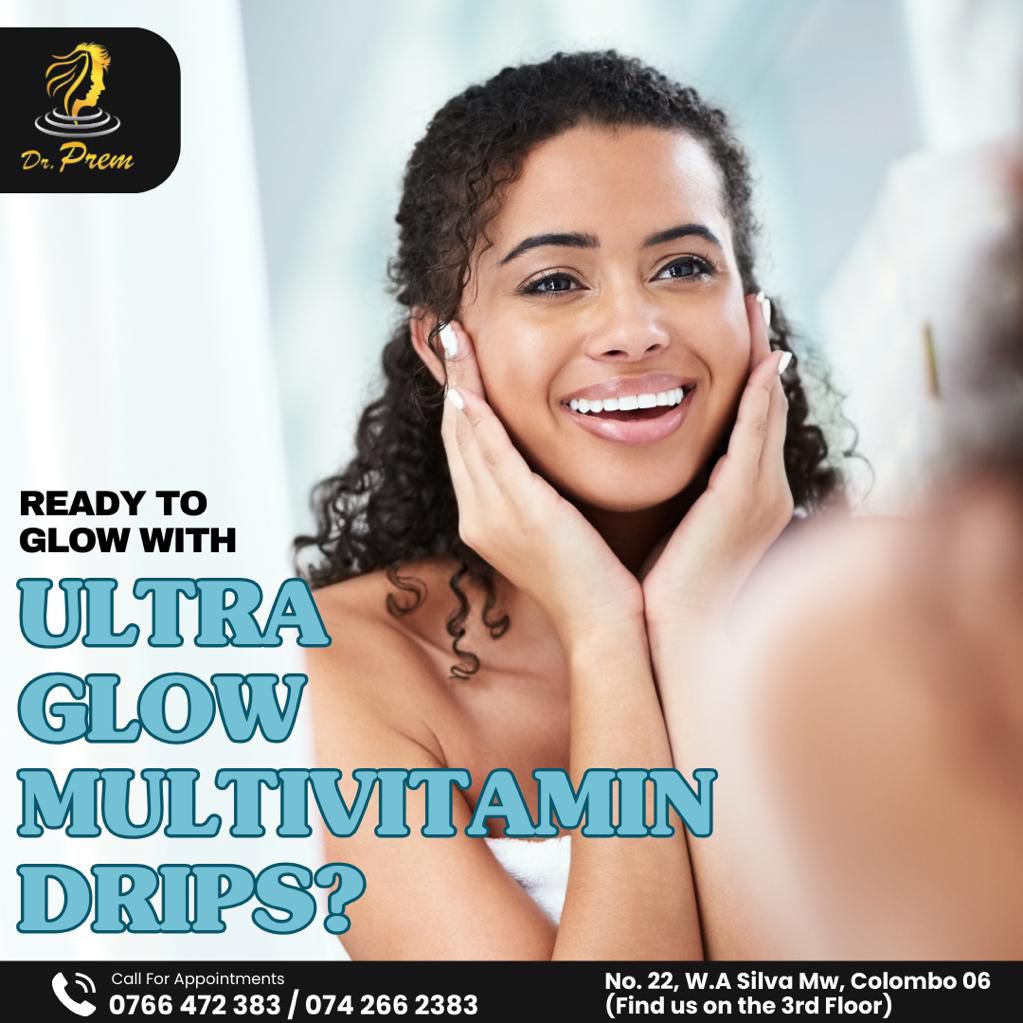 Dr. Prem
READY TO
GLOW WITH
ULTRA
GLOW
MULTIVITAMIN
DRIPS?
Call For Appointments
0766 472 383 / 074 266 2383
No. 22, W.A Silva Mw, Colombo 06
(Find us on the 3rd Floor)